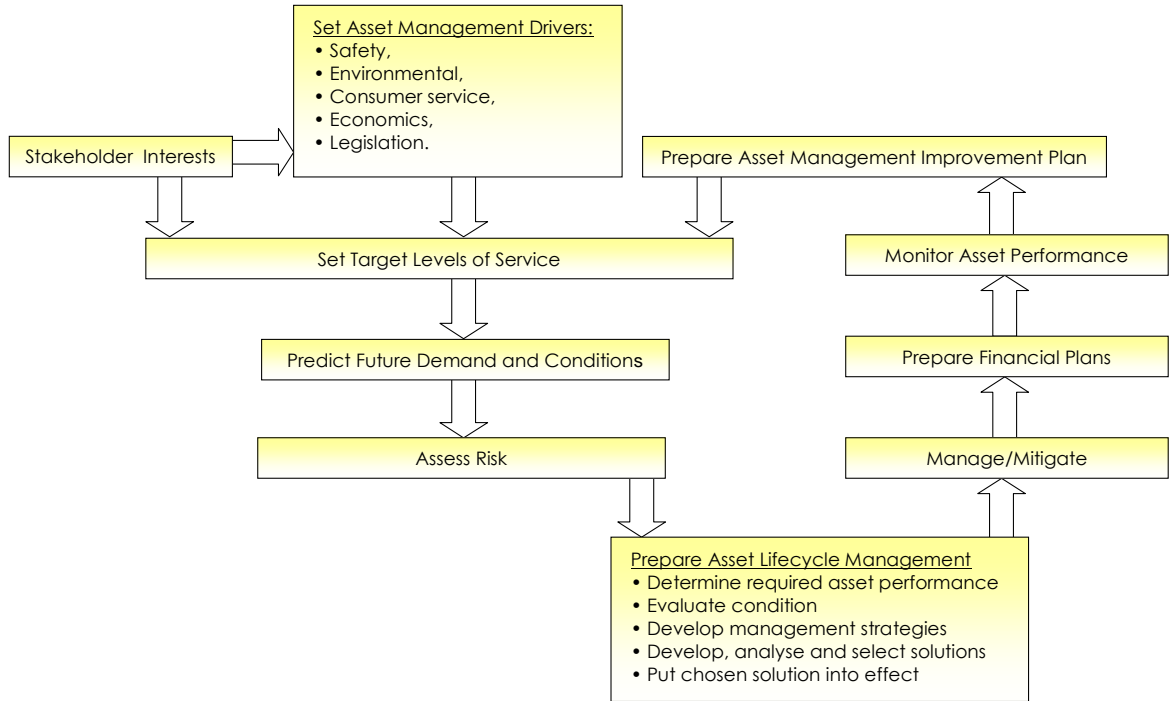 Set Asset Management Drivers:
• Safety,
• Environmental,
• Consumer service,
• Economics,
• Legislation.
Stakeholder Interests
Prepare Asset Management Improvement Plan
Set Target Levels of Service
Monitor Asset Performance
Predict Future Demand and Conditions
Prepare Financial Plans
Assess Risk
Manage/Mitigate
Prepare Asset Lifecycle Management
• Determine required asset performance
• Evaluate condition
• Develop management strategies
• Develop, analyse and select solutions
• Put chosen solution into effect